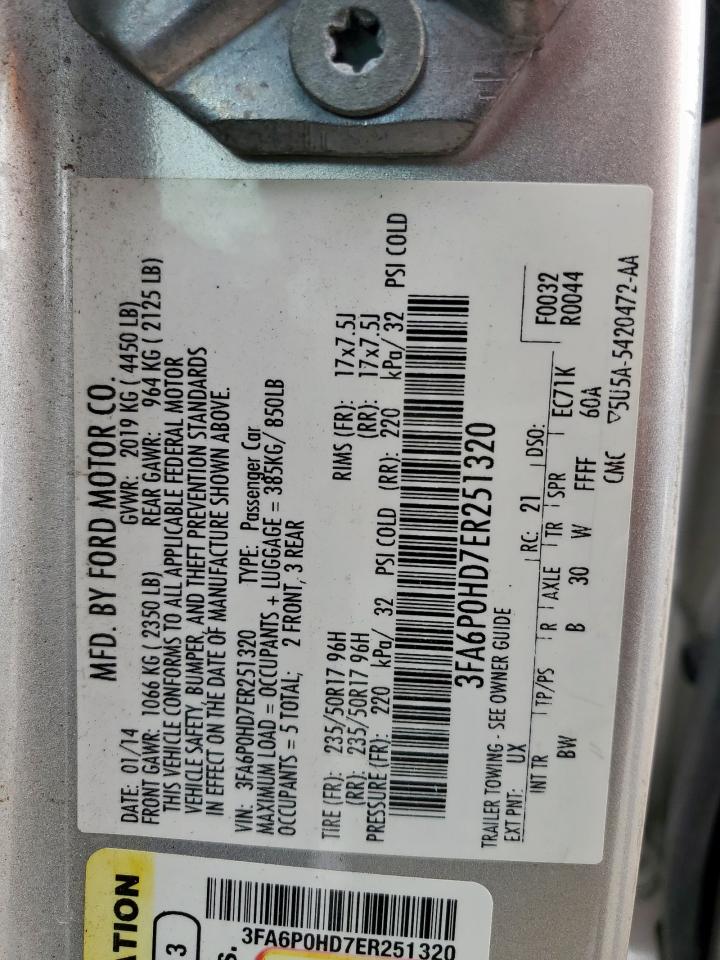 MFD. BY FORD MOTOR CO.
DATE: 01/14 GVWR: 2019 KG ( 4450 LB)
FRONT GAWR: 1066 KG ( 2350 LB) REAR GAWR: 964 KG ( 2125 LB)
THIS VEHICLE CONFORMS TO ALL APPLICABLE FEDERAL MOTOR
VEHICLE SAFETY, BUMPER, AND THEFT PREVENTION STANDARDS
IN EFFECT ON THE DATE OF MANUFACTURE SHOWN ABOVE.
VIN: 3FA6P0HD7ER251320 TYPE: Passenger Car
MAXIMUM LOAD = OCCUPANTS + LUGGAGE = 385KG/ 850LB
OCCUPANTS = 5 TOTAL; 2 FRONT, 3 REAR
TIRE (FR): 235/50R17 96H RIMS (FR): 17x7.5J
(RR): 235/50R17 96H (RR): 17x7.5J
PRESSURE (FR): 220 kPa/ 32 PSI COLD (RR): 220 kPa/ 32 PSI COLD
3FA6P0HD7ER251320
TRAILER TOWING - SEE OWNER GUIDE
EXT PNT: UX RC: 21 DSO: F0032
INT TR TP/PS R AXLE TR SPR EC71K R0044
BW B 30 W FFFF 60A
CMC ▽5U5A-5420472-AA
ATION
3
S.
3FA6P0HD7ER251320